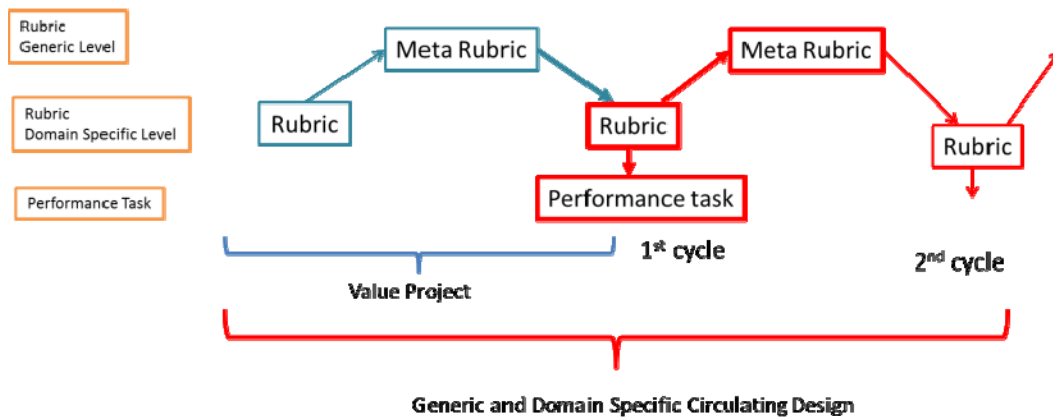 Rubric
Generic Level
Meta Rubric
Meta Rubric
Rubric
Domain Specific Level
Rubric
Rubric
Rubric
Performance Task
Performance task
1st cycle
2nd cycle
Value Project
Generic and Domain Specific Circulating Design